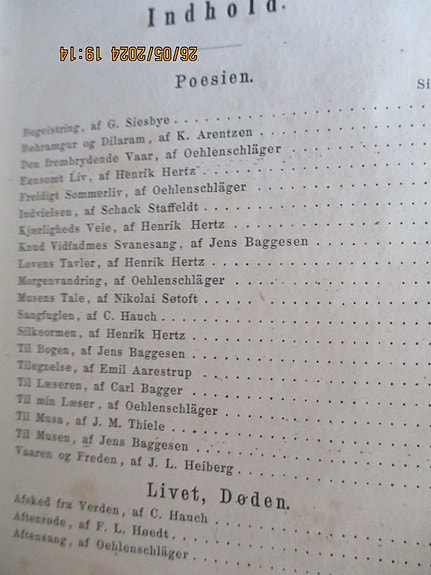 Indhold.
26/05/2024 19:14
Poesien.
Si
Begeistring, af G. Siesbye
Behramgur og Dilaram, af K. Arentzen
Den frembrydende Vaar, af Oehlenschläger
Eensomt Liv, af Henrik Hertz
Freidigt Sommerliv, af Oehlenschläger
Indvielsen, af Schack Staffeldt
Kjærligheds Veie, af Henrik Hertz
Knud Vidfadmes Svanesang, af Jens Baggesen
Lovens Tavler, af Henrik Hertz
Morgenvandring, af Oehlenschläger
Musens Tale, af Nikolai Søtoft
Sangfuglen, af C. Hauch
Silkeormen, af Henrik Hertz
Til Bogen, af Jens Baggesen
Tilegnelse, af Emil Aarestrup
Til Læseren, af Carl Bagger
Til min Læser, af Oehlenschläger
Til Musa, af J. M. Thiele
Til Musen, af Jens Baggesen
Vaaren og Freden, af J. L. Heiberg
Livet, Døden.
Afsked fra Verden, af C. Hauch
Aftenrøde, af F. L. Høedt
Aftensang, af Oehlenschläger